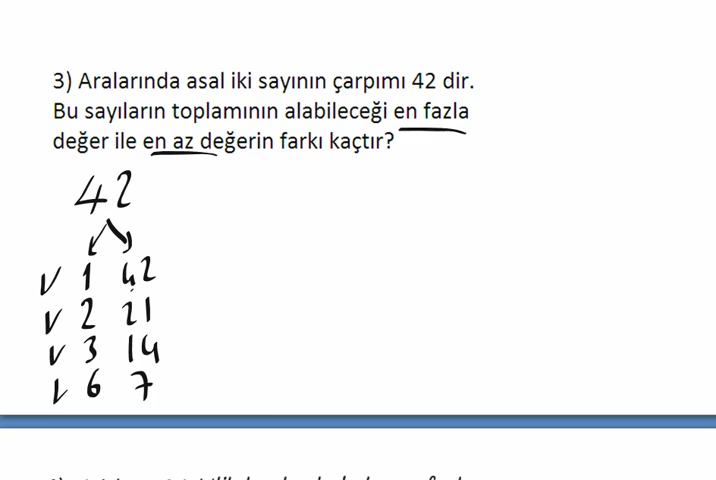 3) Aralarında asal iki sayının çarpımı 42 dir.
Bu sayıların toplamının alabileceği en fazla
değer ile en az değerin farkı kaçtır?
42
1 42
2 21
3 14
6 7